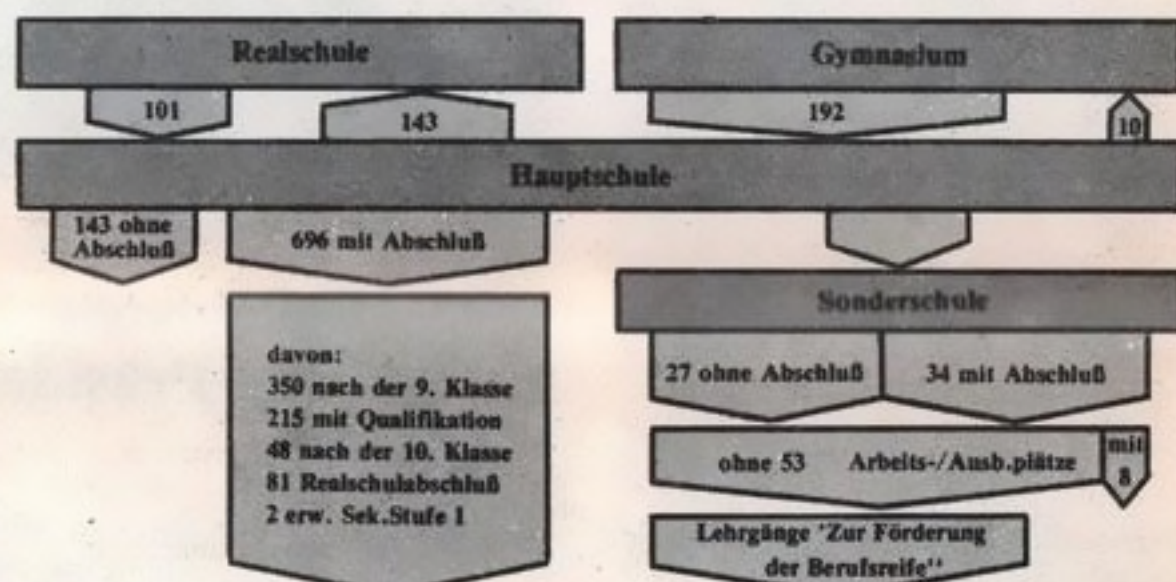 Realschule
Gymnasium
101
143
192
10
Hauptschule
143 ohne
Abschluß
696 mit Abschluß
Sonderschule
davon:
350 nach der 9. Klasse
215 mit Qualifikation
48 nach der 10. Klasse
81 Realschulabschluß
2 erw. Sek.Stufe I
27 ohne Abschluß
34 mit Abschluß
ohne 53 Arbeits-/Ausb.plätze
mit
8
Lehrgänge "Zur Förderung
der Berufsreife"